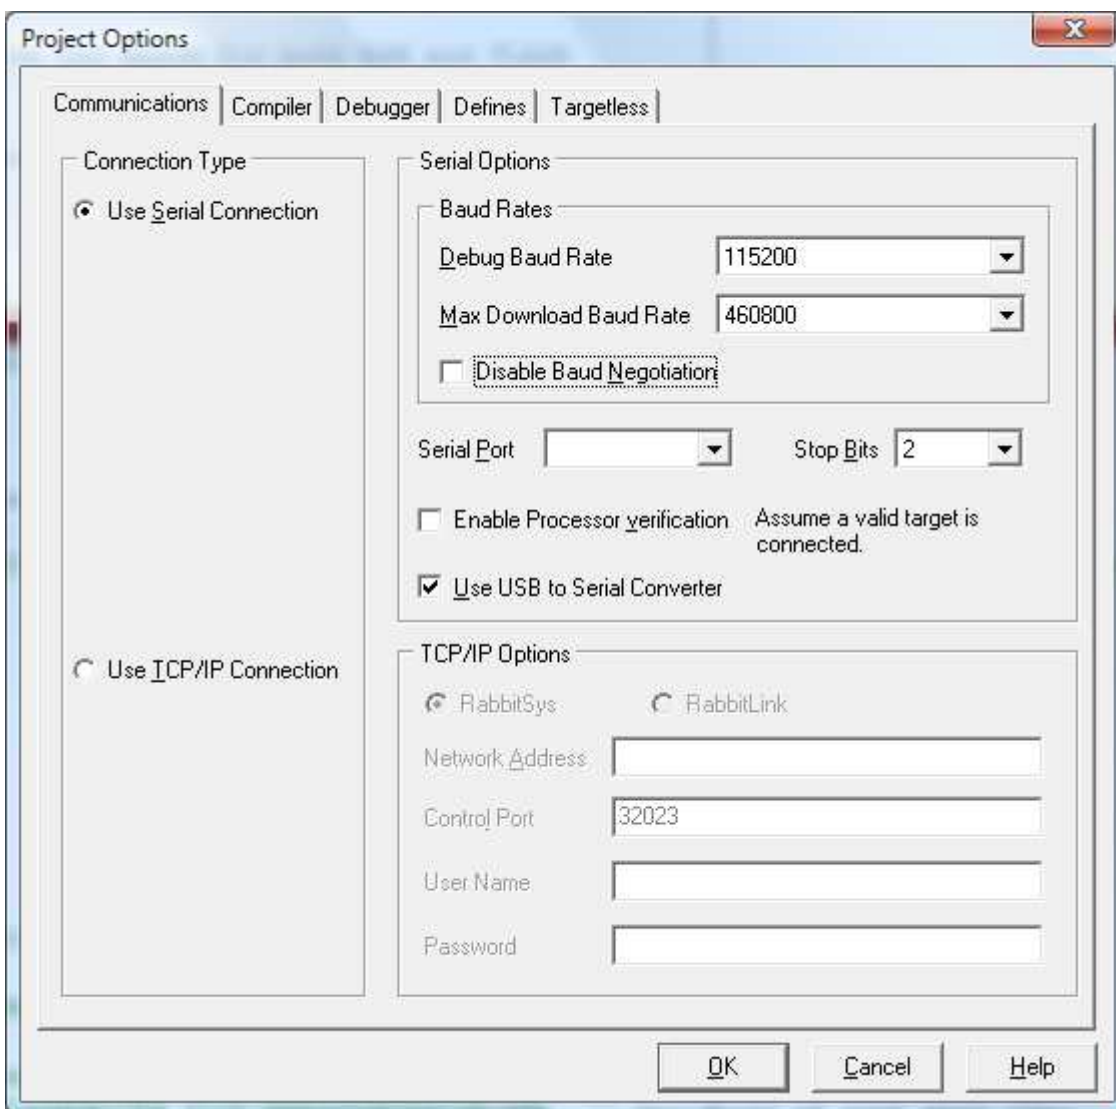 Project Options
Communications Compiler Debugger Defines Targetless
Connection Type
Use Serial Connection
Use TCP/IP Connection
Serial Options
Baud Rates
Debug Baud Rate 115200
Max Download Baud Rate 460800
Disable Baud Negotiation
Serial Port Stop Bits 2
Enable Processor verification Assume a valid target is
connected.
Use USB to Serial Converter
TCP/IP Options
RabbitSys RabbitLink
Network Address
Control Port 32023
User Name
Password
OK Cancel Help